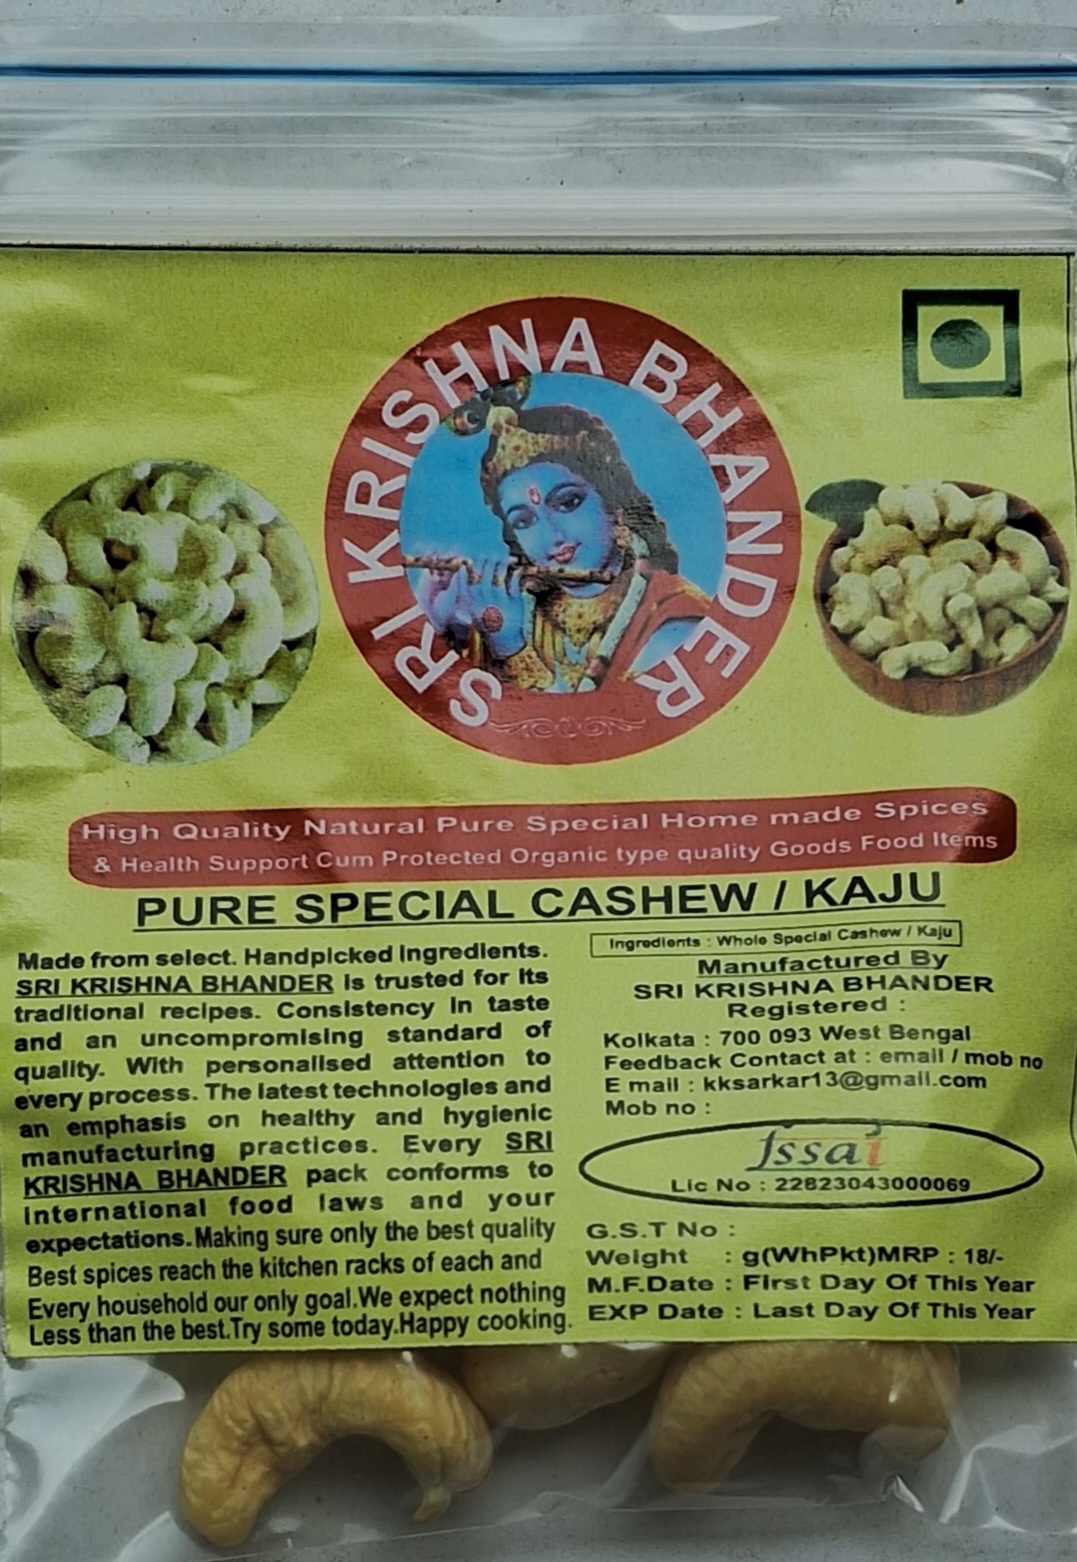 SRI KRISHNA BHANDER
High Quality Natural Pure Special Home made Spices
& Health Support Cum Protected Organic type quality Goods Food Items
PURE SPECIAL CASHEW / KAJU
Made from select. Handpicked Ingredients.
SRI KRISHNA BHANDER is trusted for its
traditional recipes. Consistency in taste
and an uncompromising standard of
quality. With personalised attention to
every process. The latest technologies and
an emphasis on healthy and hygienic
manufacturing practices. Every SRI
KRISHNA BHANDER pack conforms to
international food laws and your
expectations.Making sure only the best quality
Best spices reach the kitchen racks of each and
Every household our only goal.We expect nothing
Less than the best.Try some today.Happy cooking.
Ingredients : Whole Special Cashew / Kaju
Manufactured By
SRI KRISHNA BHANDER
Registered :
Kolkata : 700 093 West Bengal
Feedback Contact at : email / mob no
E mail : kksarkar13@gmail.com
Mob no :
fssai
Lic No : 22823043000069
G.S.T No :
Weight : g(WhPkt)MRP : 18/-
M.F.Date : First Day Of This Year
EXP Date : Last Day Of This Year